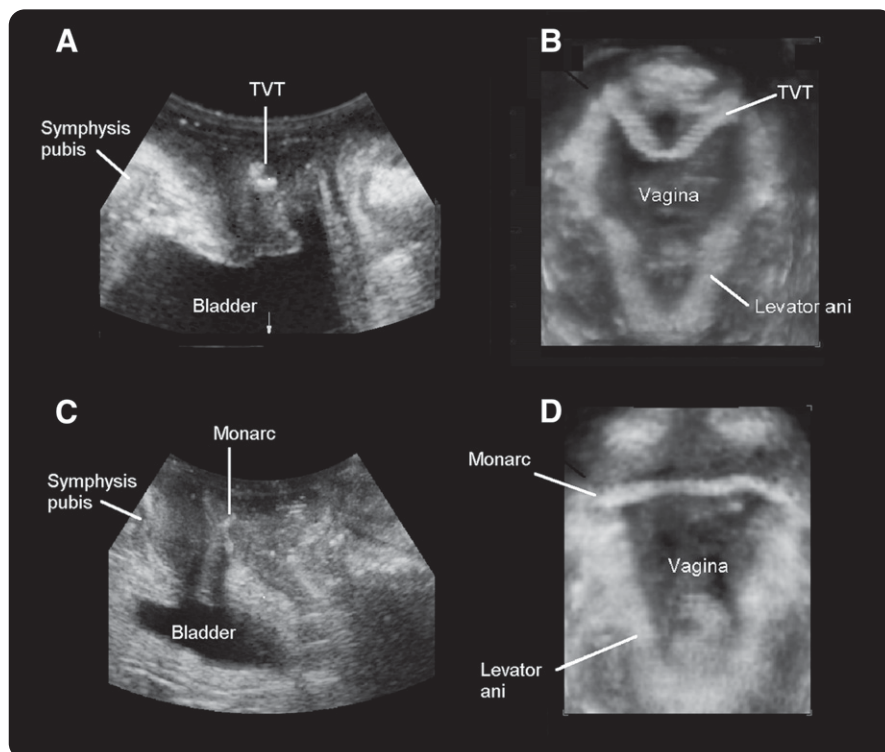 A
TVT
Symphysis
pubis
Bladder
B
TVT
Vagina
Levator ani
C
Monarc
Symphysis
pubis
Bladder
D
Monarc
Vagina
Levator
ani